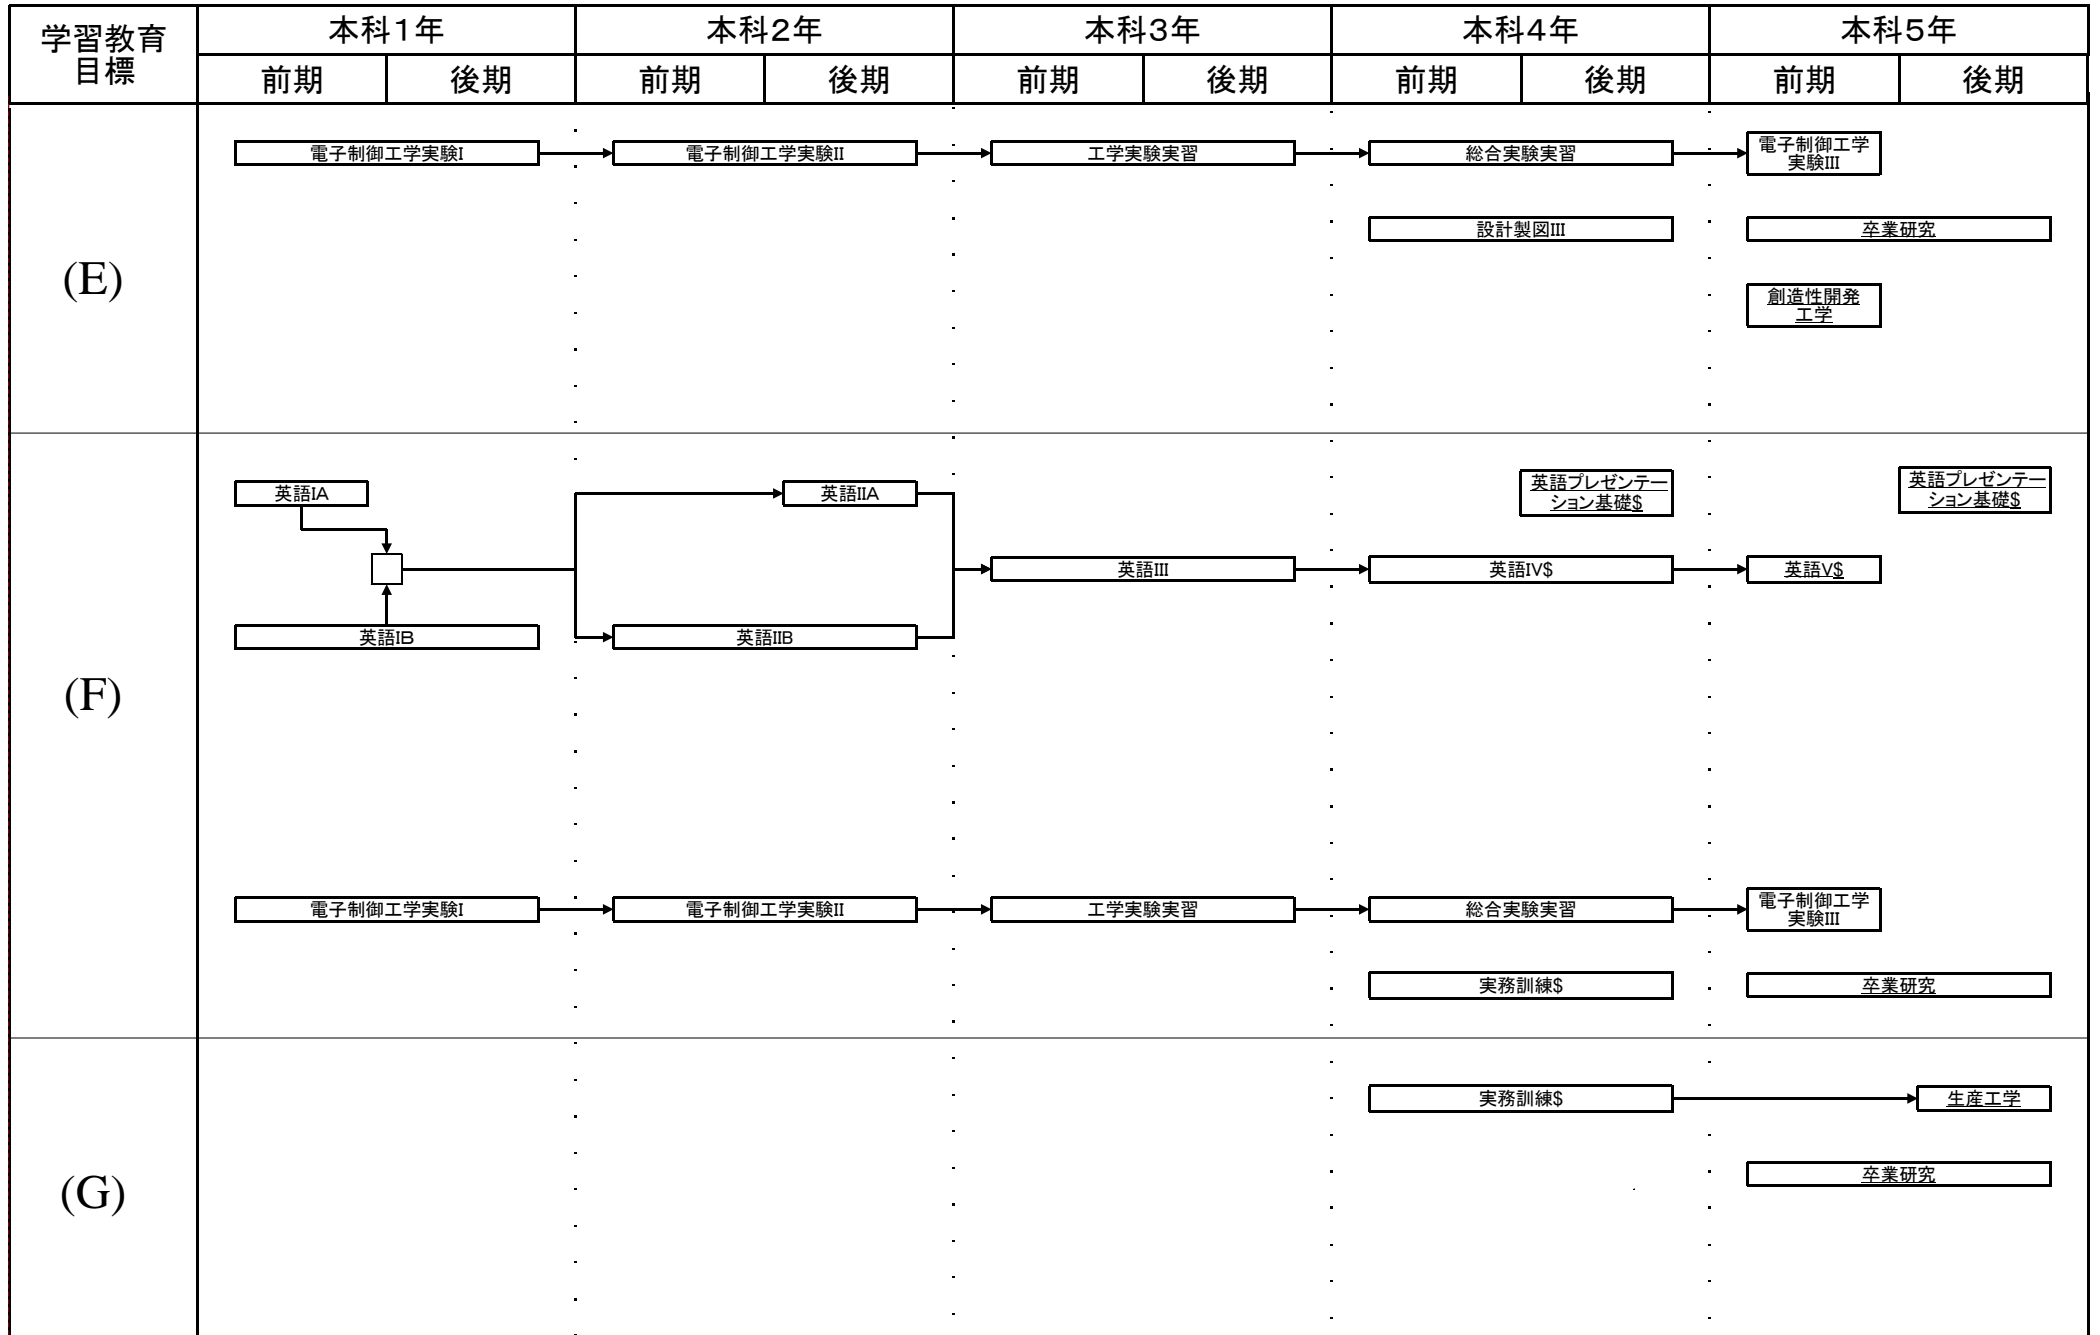 学習教育
目標
本科1年
本科2年
本科3年
本科4年
本科5年
前期
後期
前期
後期
前期
後期
前期
後期
前期
後期
(E)
電子制御工学実験I
電子制御工学実験II
工学実験実習
総合実験実習
電子制御工学
実験III
設計製図III
卒業研究
創造性開発
工学
(F)
英語IA
英語IIA
英語プレゼンテー
ション基礎$
英語プレゼンテー
ション基礎$
英語III
英語IV$
英語V$
英語IB
英語IIB
電子制御工学実験I
電子制御工学実験II
工学実験実習
総合実験実習
電子制御工学
実験III
実務訓練$
卒業研究
(G)
実務訓練$
生産工学
卒業研究